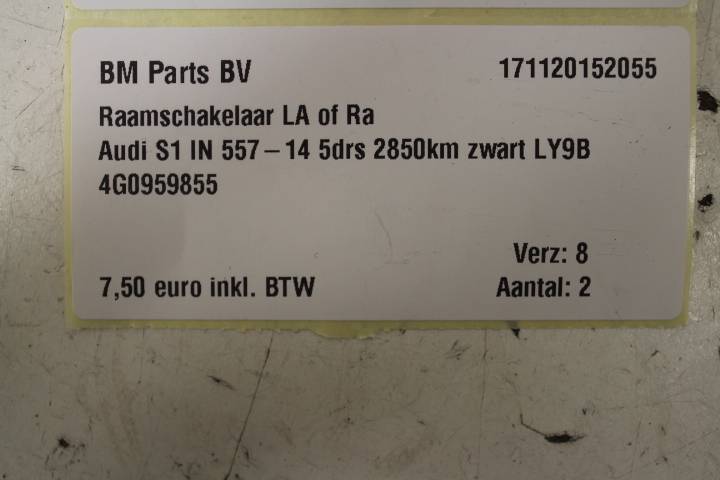 BM Parts BV 171120152055
Raamschakelaar LA of Ra
Audi S1 IN 557-14 5drs 2850km zwart LY9B
4G0959855
Verz: 8
7,50 euro inkl. BTW Aantal: 2